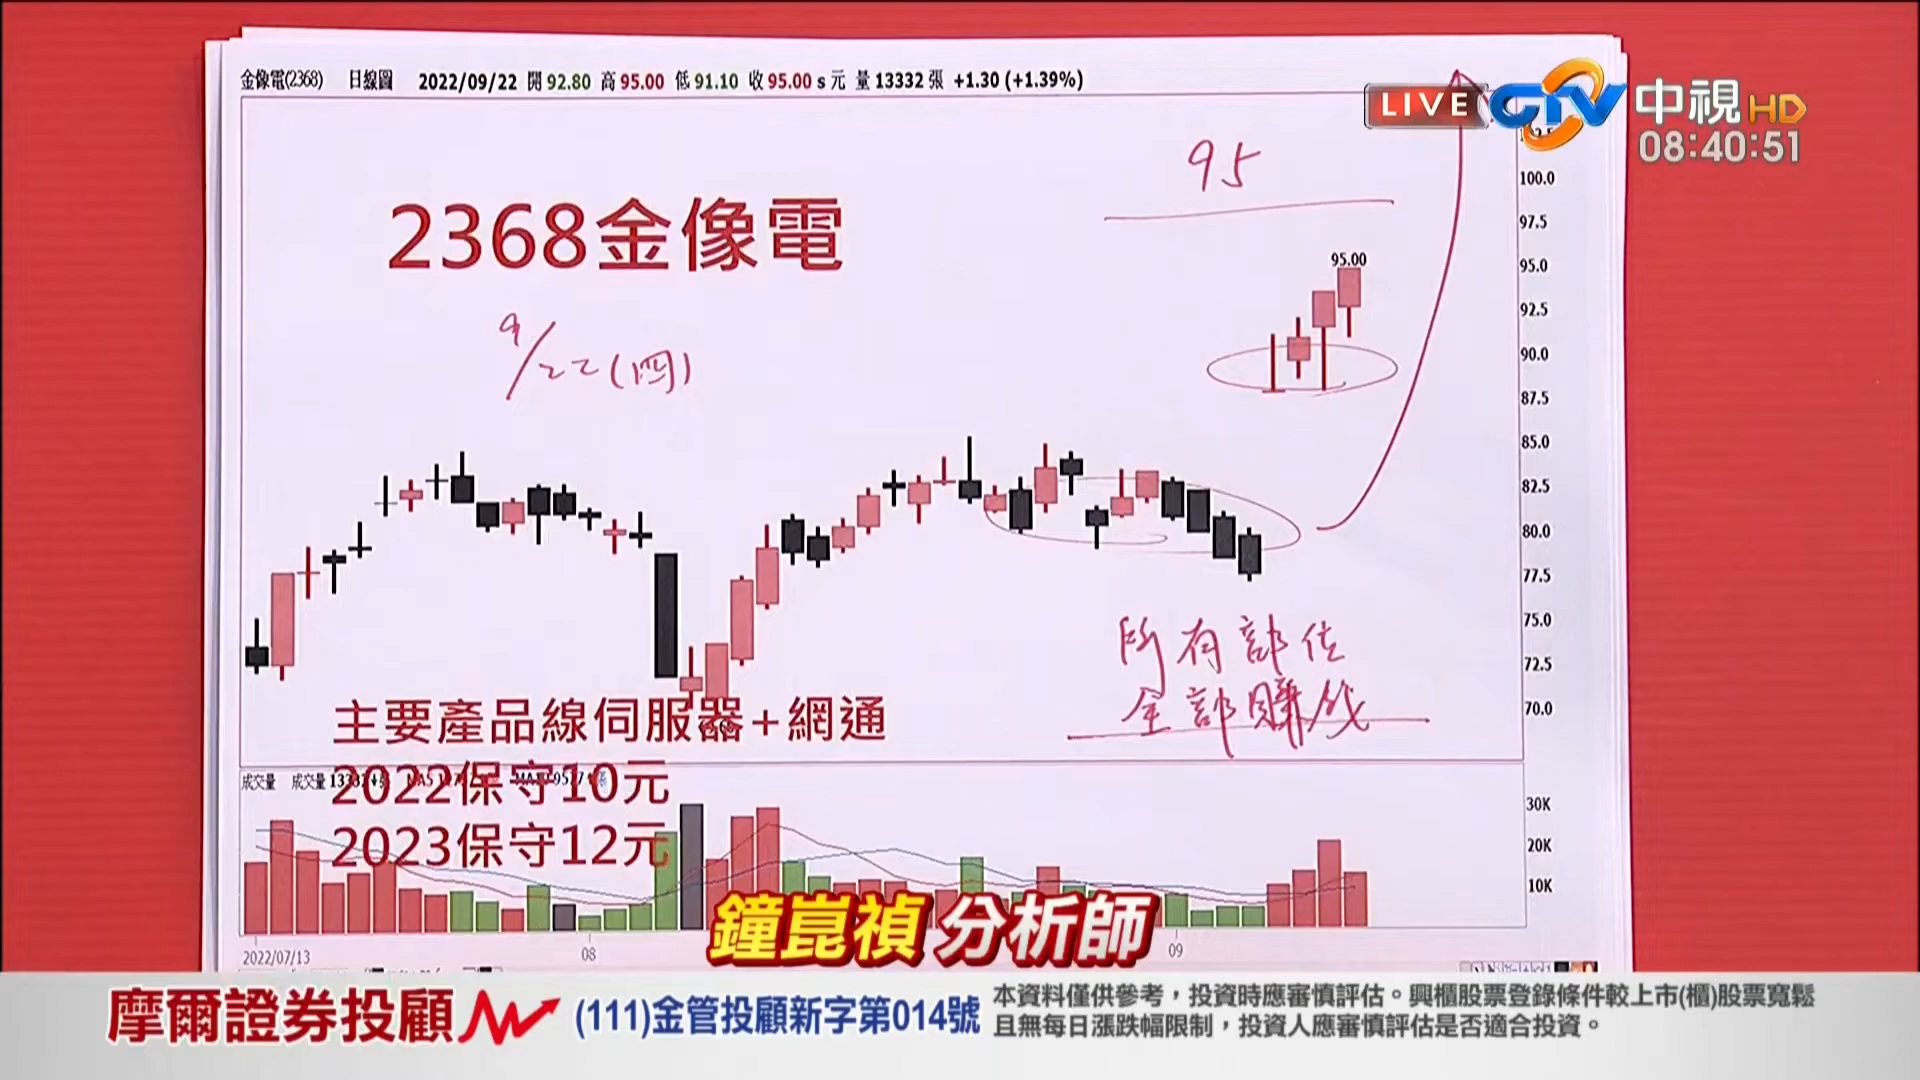 金像電(2368) 日線圖 2022/09/22 開 92.80 高 95.00 低 91.10 收 95.00 s 元 量 13332 張 +1.30 (+1.39%)
LIVE CTV 中視 HD
08:40:51
95
2368金像電
9/22(四)
95.00
100.0
97.5
95.0
92.5
90.0
87.5
85.0
82.5
80.0
77.5
75.0
72.5
70.0
所有部位
全部賺錢
主要產品線伺服器+網通
2022保守10元
2023保守12元
成交量 成交量
30K
20K
10K
2022/07/13
08
09
鐘崑禎 分析師
摩爾證券投顧
(111)金管投顧新字第014號
本資料僅供參考，投資時應審慎評估。興櫃股票登錄條件較上市(櫃)股票寬鬆
且無每日漲跌幅限制，投資人應審慎評估是否適合投資。